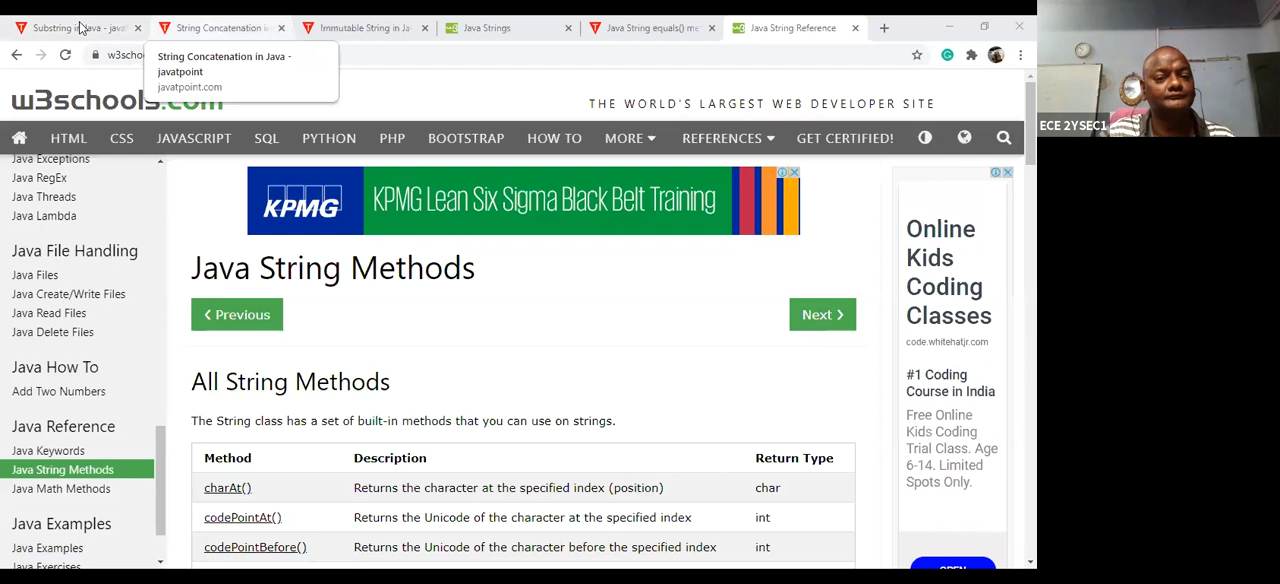 Substring in Java - java
String Concatenation in
Immutable String in Ja
Java Strings
Java String equals() m
Java String Reference
w3scho
String Concatenation in Java -
javatpoint
javatpoint.com
w3schools.com
THE WORLD'S LARGEST WEB DEVELOPER SITE
HTML CSS JAVASCRIPT SQL PYTHON PHP BOOTSTRAP HOW TO MORE REFERENCES GET CERTIFIED!
Java Exceptions
Java RegEx
Java Threads
Java Lambda
Java File Handling
Java Files
Java Create/Write Files
Java Read Files
Java Delete Files
Java How To
Add Two Numbers
Java Reference
Java Keywords
Java String Methods
Java Math Methods
Java Examples
Java Examples
Java Exercises
KPMG
KPMG Lean Six Sigma Black Belt Training
Java String Methods
❮ Previous
Next ❯
All String Methods
The String class has a set of built-in methods that you can use on strings.
Method Description Return Type
charAt() Returns the character at the specified index (position) char
codePointAt() Returns the Unicode of the character at the specified index int
codePointBefore() Returns the Unicode of the character before the specified index int
Online
Kids
Coding
Classes
code.whitehatjr.com
#1 Coding
Course in India
Free Online
Kids Coding
Trial Class. Age
6-14. Limited
Spots Only.
OPEN
ECE 2YSEC1